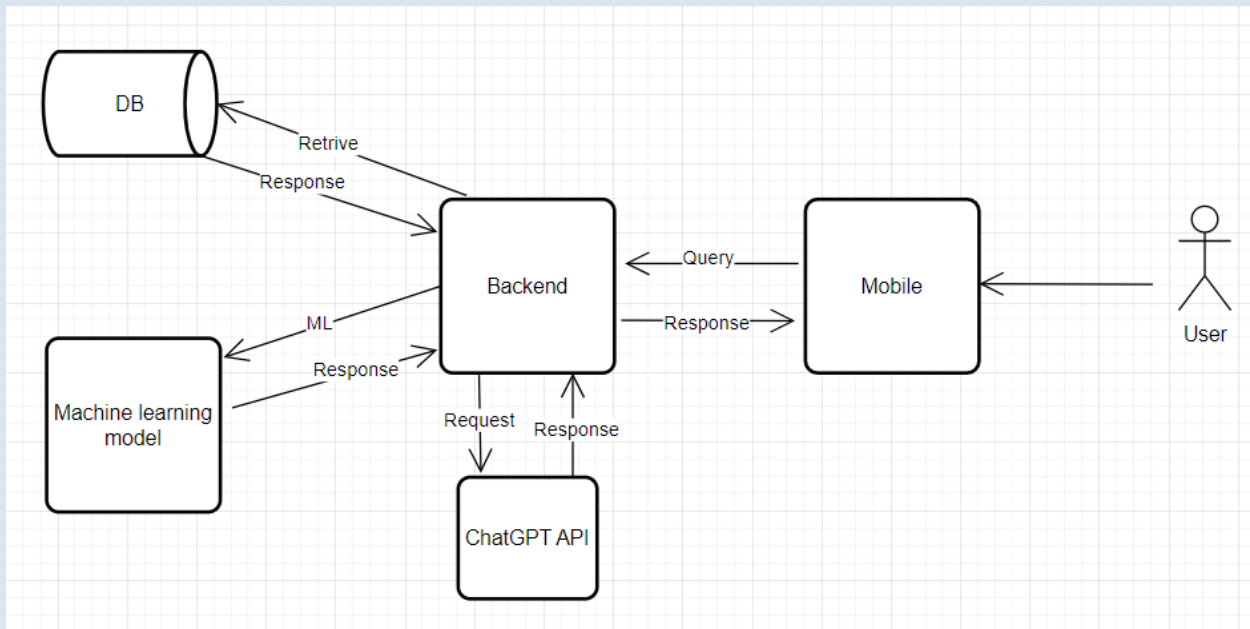 DB
Retrive
Response
Backend
Query
Mobile
Response
User
ML
Response
Machine learning
model
Request
Response
ChatGPT API